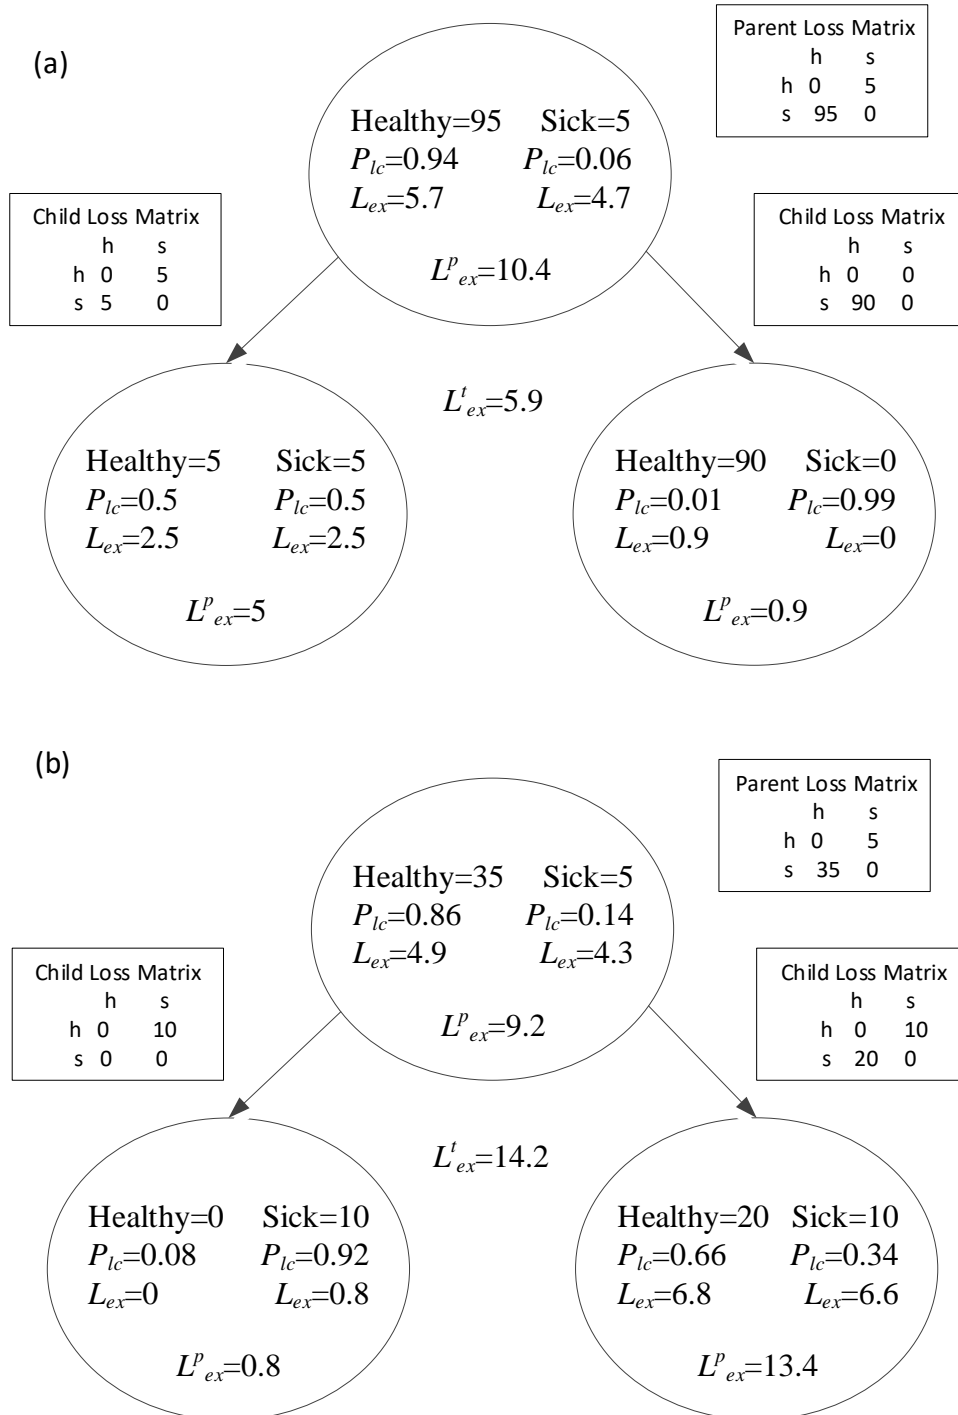 (a)
Parent Loss Matrix
h s
h 0 5
s 95 0
Healthy=95 Sick=5
P_lc=0.94 P_lc=0.06
L_ex=5.7 L_ex=4.7
L^p_ex=10.4
Child Loss Matrix
h s
h 0 5
s 5 0
Child Loss Matrix
h s
h 0 0
s 90 0
L^t_ex=5.9
Healthy=5 Sick=5
P_lc=0.5 P_lc=0.5
L_ex=2.5 L_ex=2.5
L^p_ex=5
Healthy=90 Sick=0
P_lc=0.01 P_lc=0.99
L_ex=0.9 L_ex=0
L^p_ex=0.9
(b)
Parent Loss Matrix
h s
h 0 5
s 35 0
Healthy=35 Sick=5
P_lc=0.86 P_lc=0.14
L_ex=4.9 L_ex=4.3
L^p_ex=9.2
Child Loss Matrix
h s
h 0 10
s 0 0
Child Loss Matrix
h s
h 0 10
s 20 0
L^t_ex=14.2
Healthy=0 Sick=10
P_lc=0.08 P_lc=0.92
L_ex=0 L_ex=0.8
L^p_ex=0.8
Healthy=20 Sick=10
P_lc=0.66 P_lc=0.34
L_ex=6.8 L_ex=6.6
L^p_ex=13.4